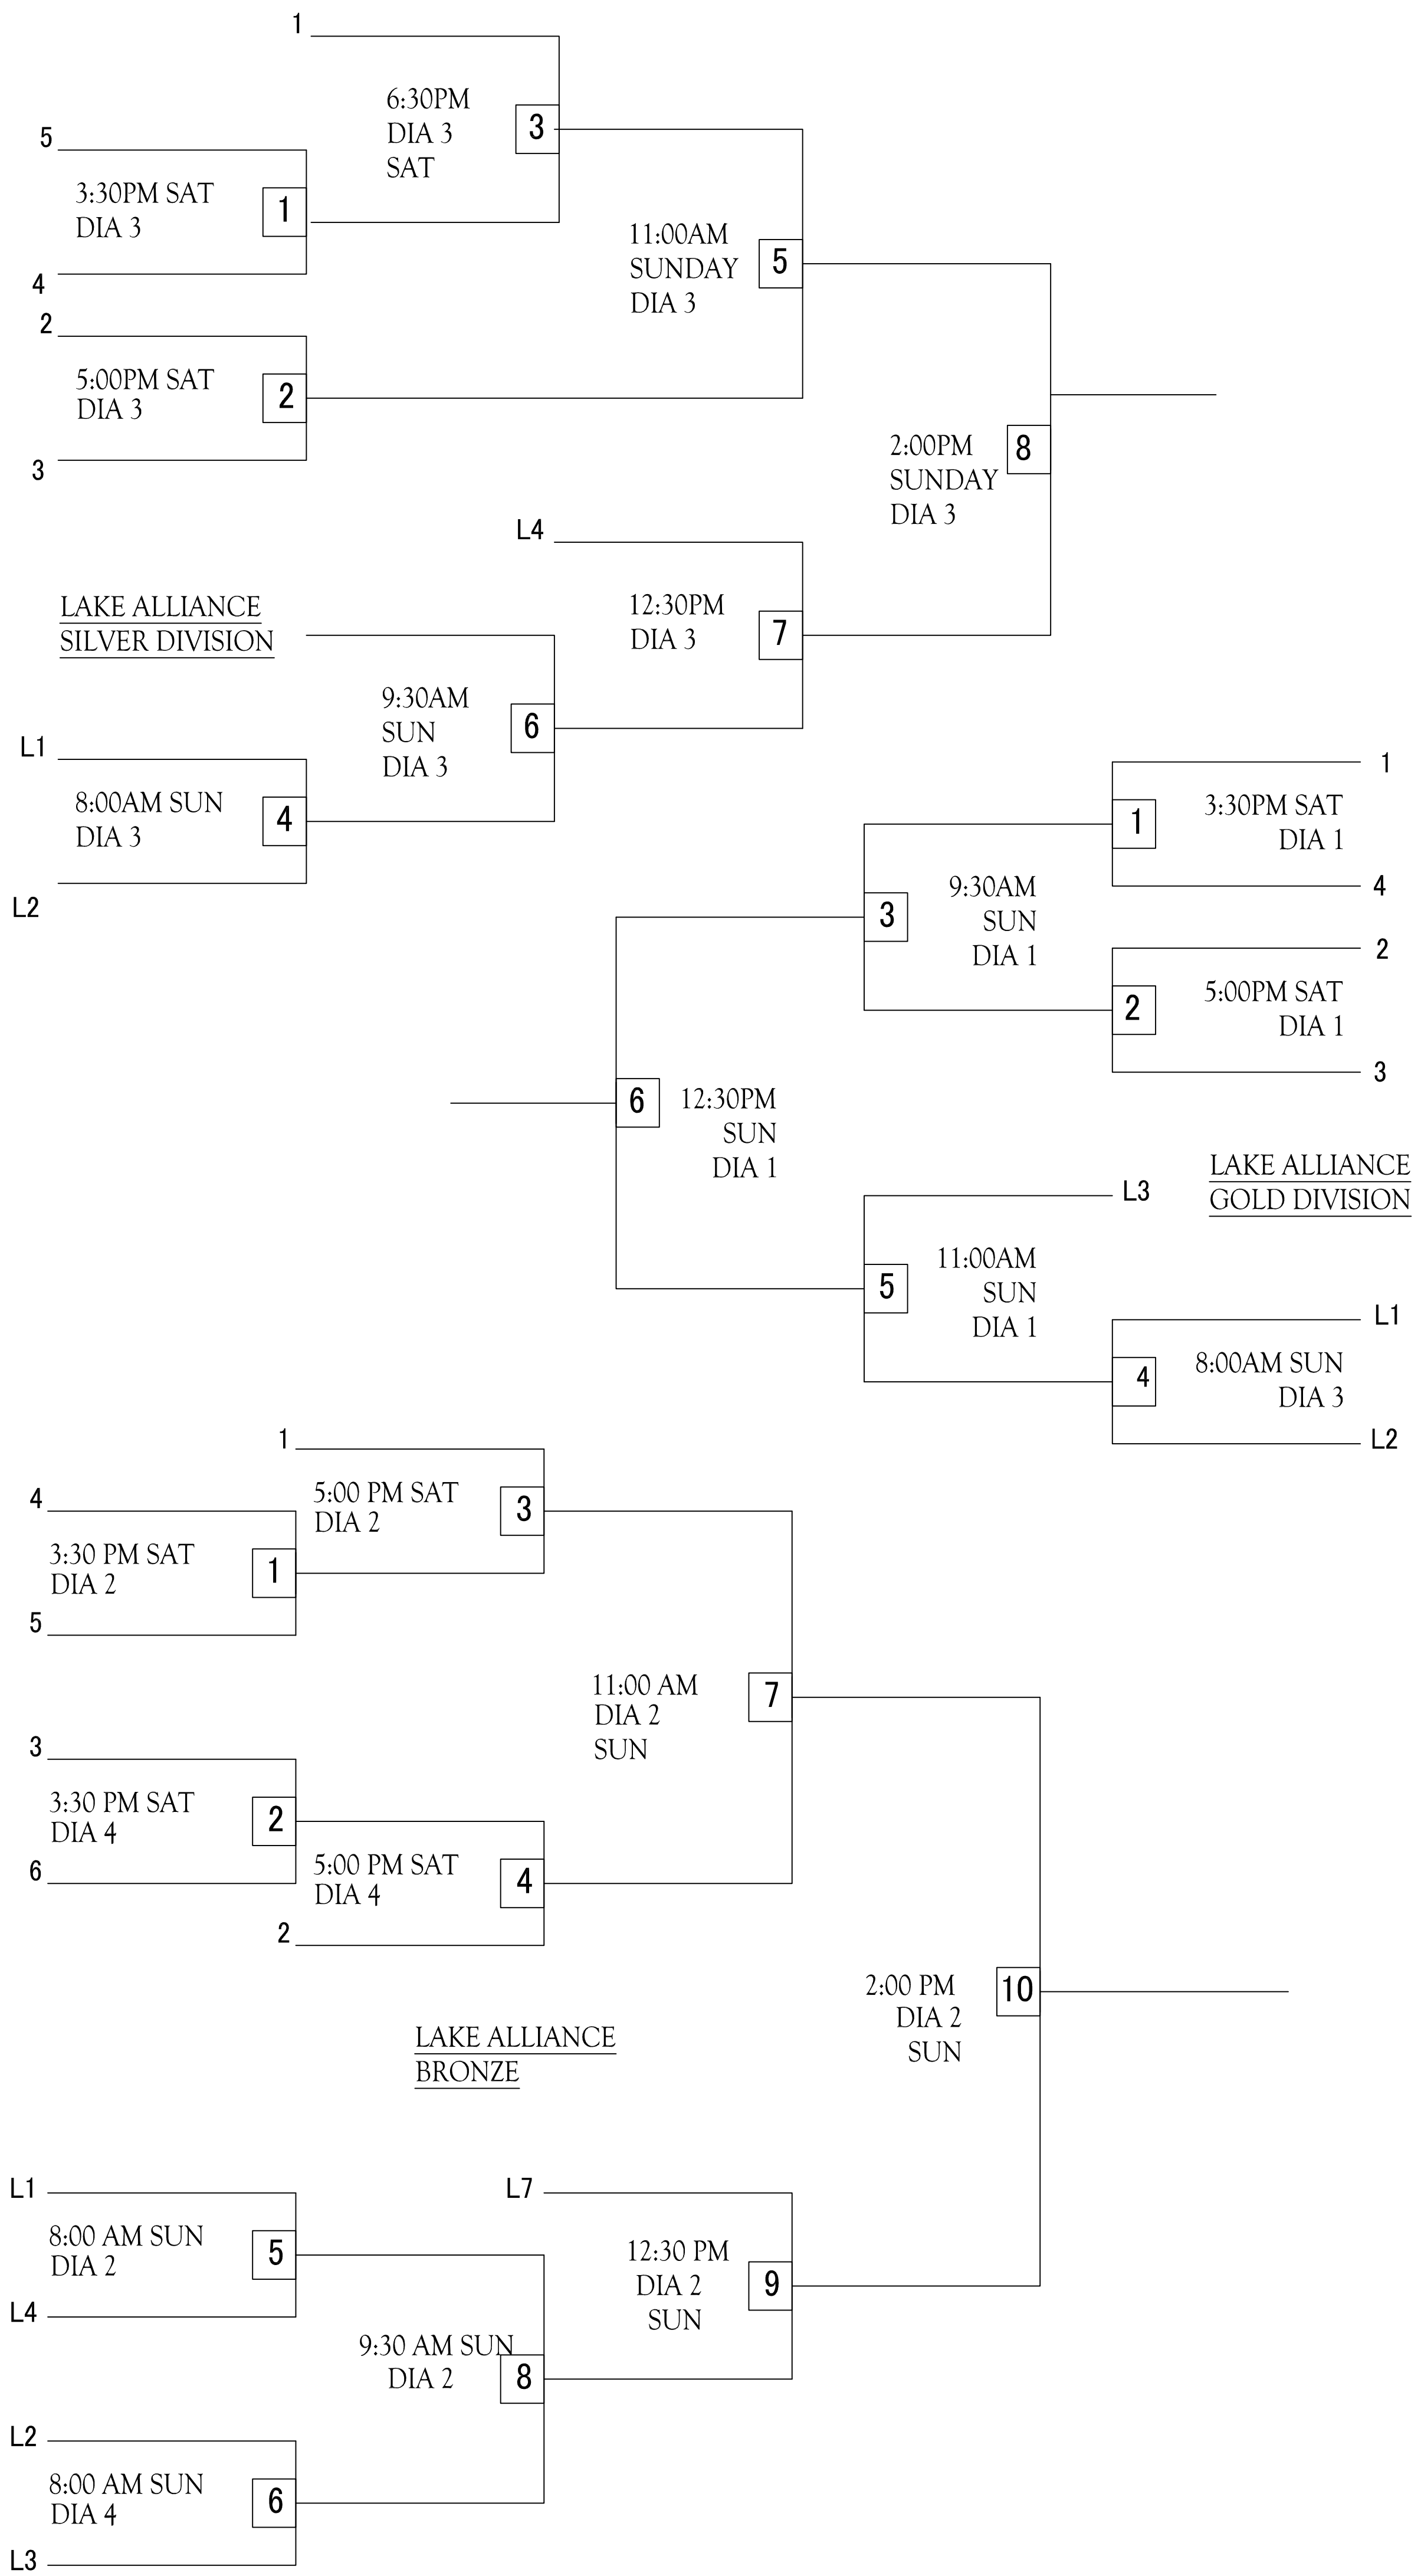 1
6:30PM
DIA 3
SAT
3
5
3:30PM SAT
DIA 3
1
4
11:00AM
SUNDAY
DIA 3
5
2
5:00PM SAT
DIA 3
2
3
2:00PM
SUNDAY
DIA 3
8
L4
12:30PM
DIA 3
7
LAKE ALLIANCE
SILVER DIVISION
9:30AM
SUN
DIA 3
6
L1
8:00AM SUN
DIA 3
4
L2
1
1
3:30PM SAT
DIA 1
4
3
9:30AM
SUN
DIA 1
2
2
5:00PM SAT
DIA 1
3
6
12:30PM
SUN
DIA 1
LAKE ALLIANCE
GOLD DIVISION
L3
5
11:00AM
SUN
DIA 1
L1
4
8:00AM SUN
DIA 3
L2
1
5:00 PM SAT
DIA 2
3
4
3:30 PM SAT
DIA 2
1
5
11:00 AM
DIA 2
SUN
7
3
3:30 PM SAT
DIA 4
2
6
5:00 PM SAT
DIA 4
4
2
2:00 PM
DIA 2
SUN
10
LAKE ALLIANCE
BRONZE
L1
8:00 AM SUN
DIA 2
5
L4
L7
12:30 PM
DIA 2
SUN
9
9:30 AM SUN
DIA 2
8
L2
8:00 AM SUN
DIA 4
6
L3